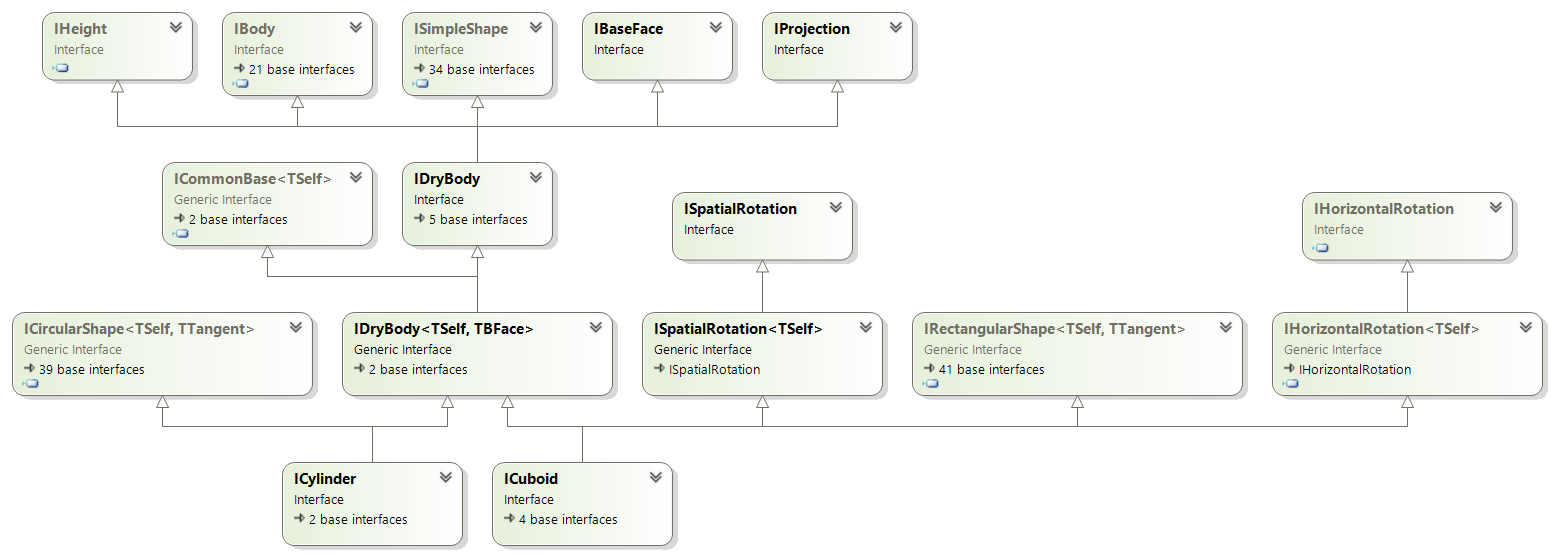 IHeight
Interface
IBody
Interface
21 base interfaces
ISimpleShape
Interface
34 base interfaces
IBaseFace
Interface
IProjection
Interface
ICommonBase<TSelf>
Generic Interface
2 base interfaces
IDryBody
Interface
5 base interfaces
ISpatialRotation
Interface
IHorizontalRotation
Interface
ICircularShape<TSelf, TTangent>
Generic Interface
39 base interfaces
IDryBody<TSelf, TBFace>
Generic Interface
2 base interfaces
ISpatialRotation<TSelf>
Generic Interface
ISpatialRotation
IRectangularShape<TSelf, TTangent>
Generic Interface
41 base interfaces
IHorizontalRotation<TSelf>
Generic Interface
IHorizontalRotation
ICylinder
Interface
2 base interfaces
ICuboid
Interface
4 base interfaces